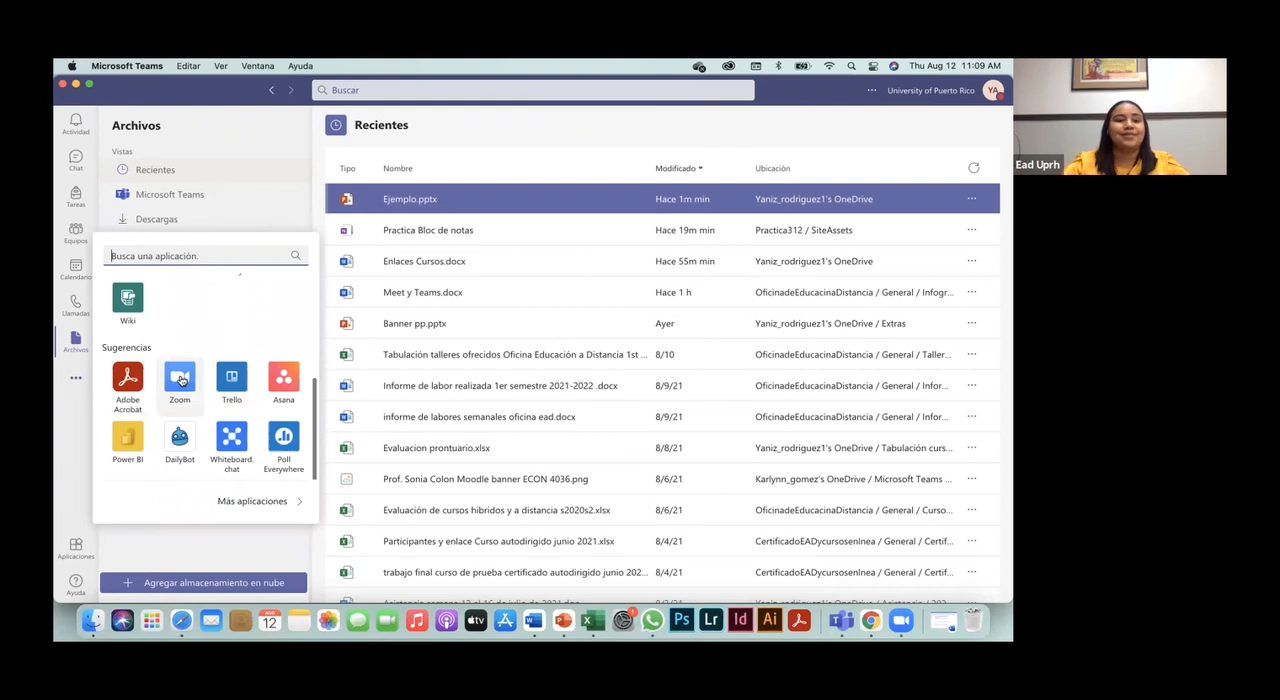 Microsoft Teams Editar Ver Ventana Ayuda Thu Aug 12 11:09 AM
Buscar
University of Puerto Rico YA
Actividad
Chat
Tareas
Equipos
Calendario
Llamadas
Archivos
Archivos
Vistas
Recientes
Microsoft Teams
Descargas
Busca una aplicación.
Wiki
Sugerencias
Adobe Acrobat
Zoom
Trello
Asana
Power BI
DailyBot
Whiteboard.chat
Poll Everywhere
Más aplicaciones
Aplicaciones
Ayuda
Agregar almacenamiento en nube
Recientes
Tipo Nombre Modificado Ubicación
Ejemplo.pptx Hace 1m min Yaniz_rodriguez1's OneDrive
Practica Bloc de notas Hace 19m min Practica312 / SiteAssets
Enlaces Cursos.docx Hace 55m min Yaniz_rodriguez1's OneDrive
Meet y Teams.docx Hace 1 h OficinadeEducacinaDistancia / General / Infogr...
Banner pp.pptx Ayer Yaniz_rodriguez1's OneDrive / Extras
Tabulación talleres ofrecidos Oficina Educación a Distancia 1st ... 8/10 OficinadeEducacinaDistancia / General / Taller...
Informe de labor realizada 1er semestre 2021-2022 .docx 8/9/21 OficinadeEducacinaDistancia / General / Infor...
informe de labores semanales oficina ead.docx 8/9/21 OficinadeEducacinaDistancia / General / Infor...
Evaluacion prontuario.xlsx 8/8/21 Yaniz_rodriguez1's OneDrive / Tabulación curs...
Prof. Sonia Colon Moodle banner ECON 4036.png 8/6/21 Karlynn_gomez's OneDrive / Microsoft Teams ...
Evaluación de cursos hibridos y a distancia s2020s2.xlsx 8/6/21 OficinadeEducacinaDistancia / General / Curso...
Participantes y enlace Curso autodirigido junio 2021.xlsx 8/4/21 CertificadoEADycursosenlnea / General / Certif...
trabajo final curso de prueba certificado autodirigido junio 202... 8/4/21 CertificadoEADycursosenlnea / General / Certif...
Ead Uprh
AUG
12
tv
Ps Lr Id Ai